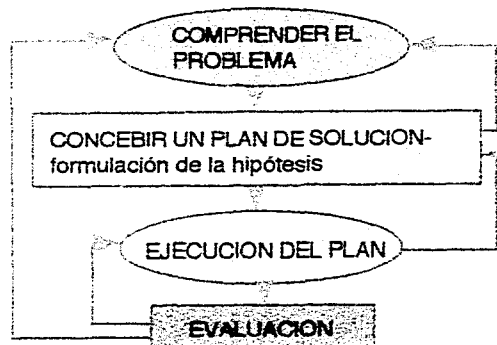 COMPRENDER EL
PROBLEMA
CONCEBIR UN PLAN DE SOLUCION-
formulación de la hipótesis
EJECUCION DEL PLAN
EVALUACION